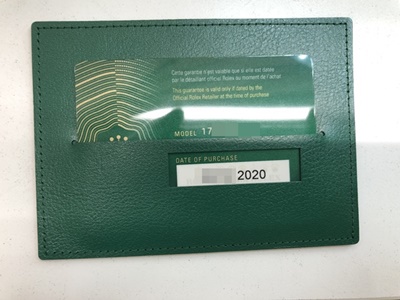 Cette garantie n'est valable que si elle est datée
par le détaillant officiel Rolex au moment de l'achat
This guarantee is valid only if dated by the
Official Rolex Retailer at the time of purchase
MODEL 17
DATE OF PURCHASE
2020